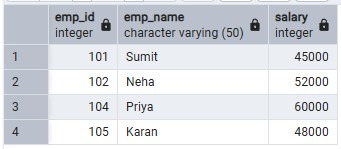 emp_id emp_name salary
integer character varying (50) integer
1 101 Sumit 45000
2 102 Neha 52000
3 104 Priya 60000
4 105 Karan 48000